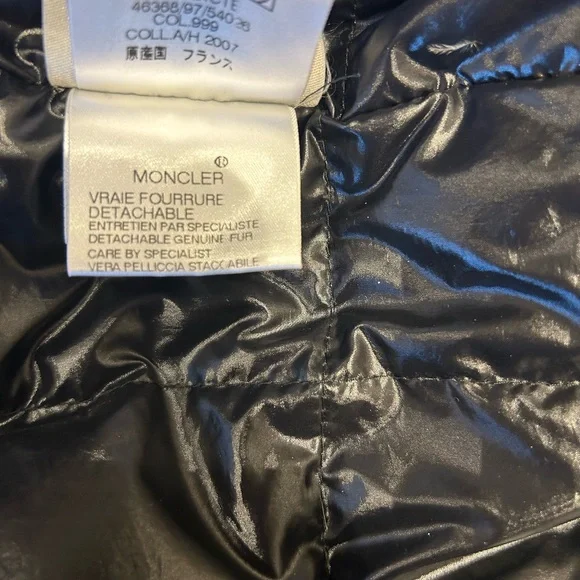 46368/97/540-26
COL.999
COLL.A/H 2007
原産国 フランス
MONCLER
VRAIE FOURRURE
DETACHABLE
ENTRETIEN PAR SPECIALISTE
DETACHABLE GENUINE FUR
CARE BY SPECIALIST
VERA PELLICCIA STACCABILE